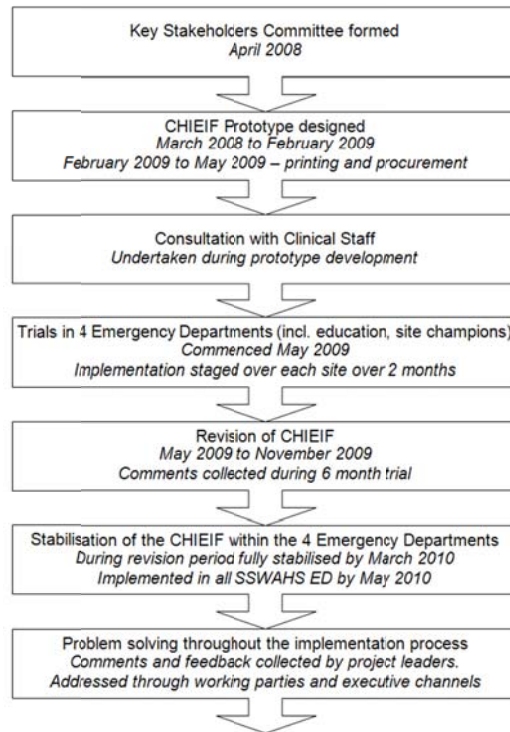 Key Stakeholders Committee formed
April 2008
CHIEIF Prototype designed
March 2008 to February 2009
February 2009 to May 2009 – printing and procurement
Consultation with Clinical Staff
Undertaken during prototype development
Trials in 4 Emergency Departments (incl. education, site champions)
Commenced May 2009
Implementation staged over each site over 2 months
Revision of CHIEIF
May 2009 to November 2009
Comments collected during 6 month trial
Stabilisation of the CHIEIF within the 4 Emergency Departments
During revision period fully stabilised by March 2010
Implemented in all SSWAHS ED by May 2010
Problem solving throughout the implementation process
Comments and feedback collected by project leaders.
Addressed through working parties and executive channels